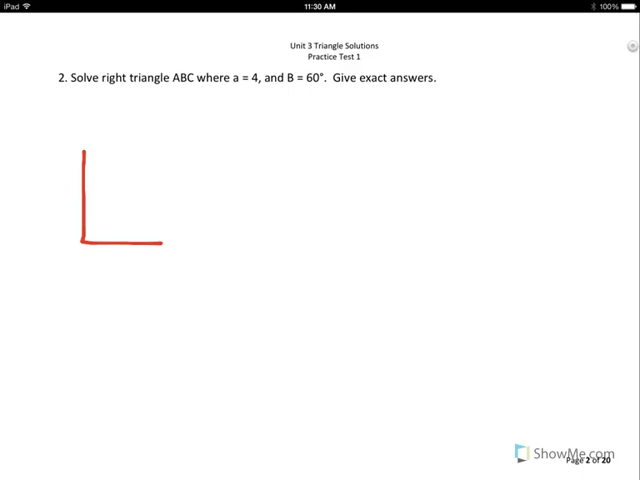 iPad 11:30 AM 100%
Unit 3 Triangle Solutions
Practice Test 1
2. Solve right triangle ABC where a = 4, and B = 60°. Give exact answers.
ShowMe.com
Page 2 of 20